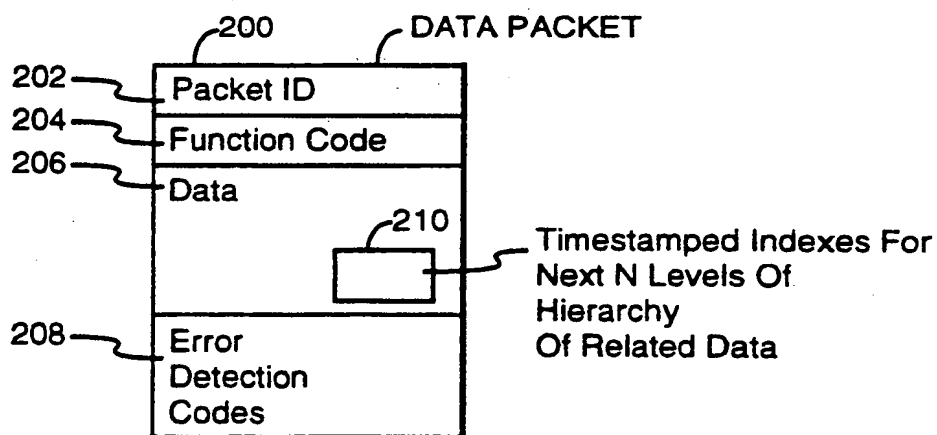 200 DATA PACKET
202 Packet ID
204 Function Code
206 Data
210
Timestamped Indexes For
Next N Levels Of
Hierarchy
Of Related Data
208 Error
Detection
Codes